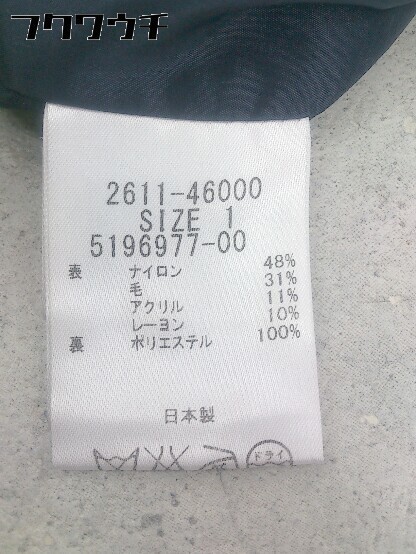 フクワウチ
2611-46000
SIZE 1
5196977-00
表 ナイロン 48%
毛 31%
アクリル 11%
レーヨン 10%
裏 ポリエステル 100%
日本製
ドライ